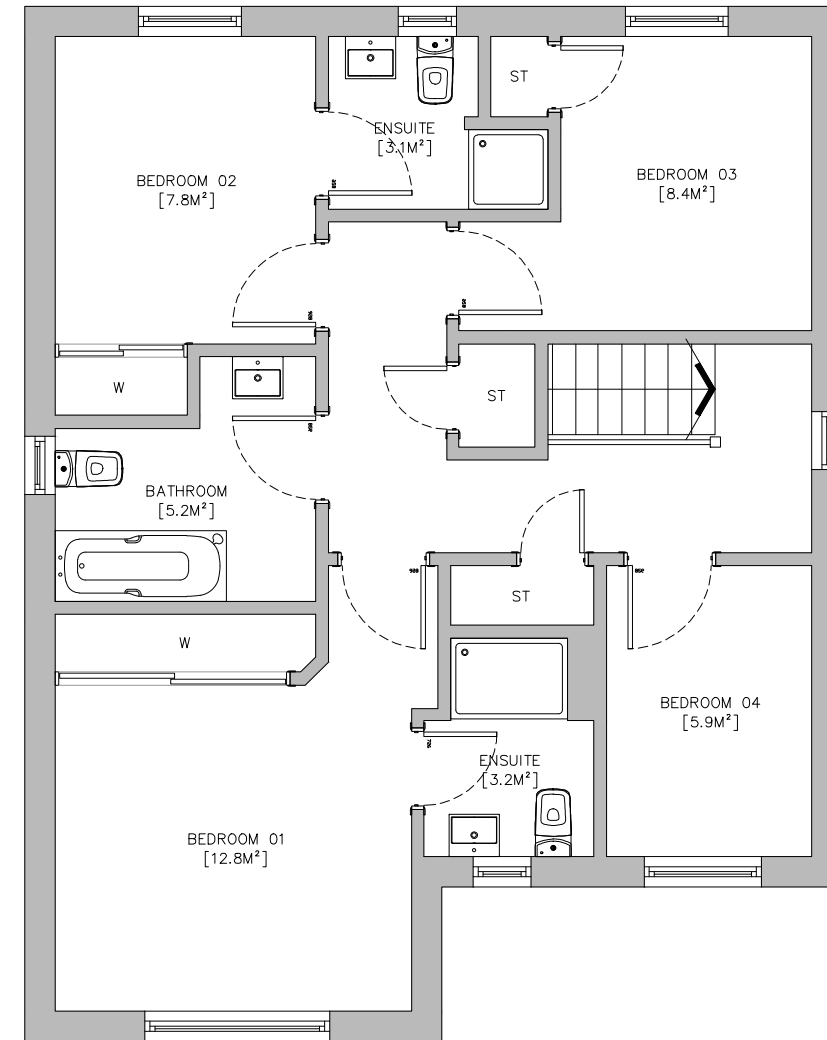 ENSUITE
[3.1M²]
ST
BEDROOM 02
[7.8M²]
BEDROOM 03
[8.4M²]
W
ST
BATHROOM
[5.2M²]
ST
W
BEDROOM 04
[5.9M²]
ENSUITE
[3.2M²]
BEDROOM 01
[12.8M²]